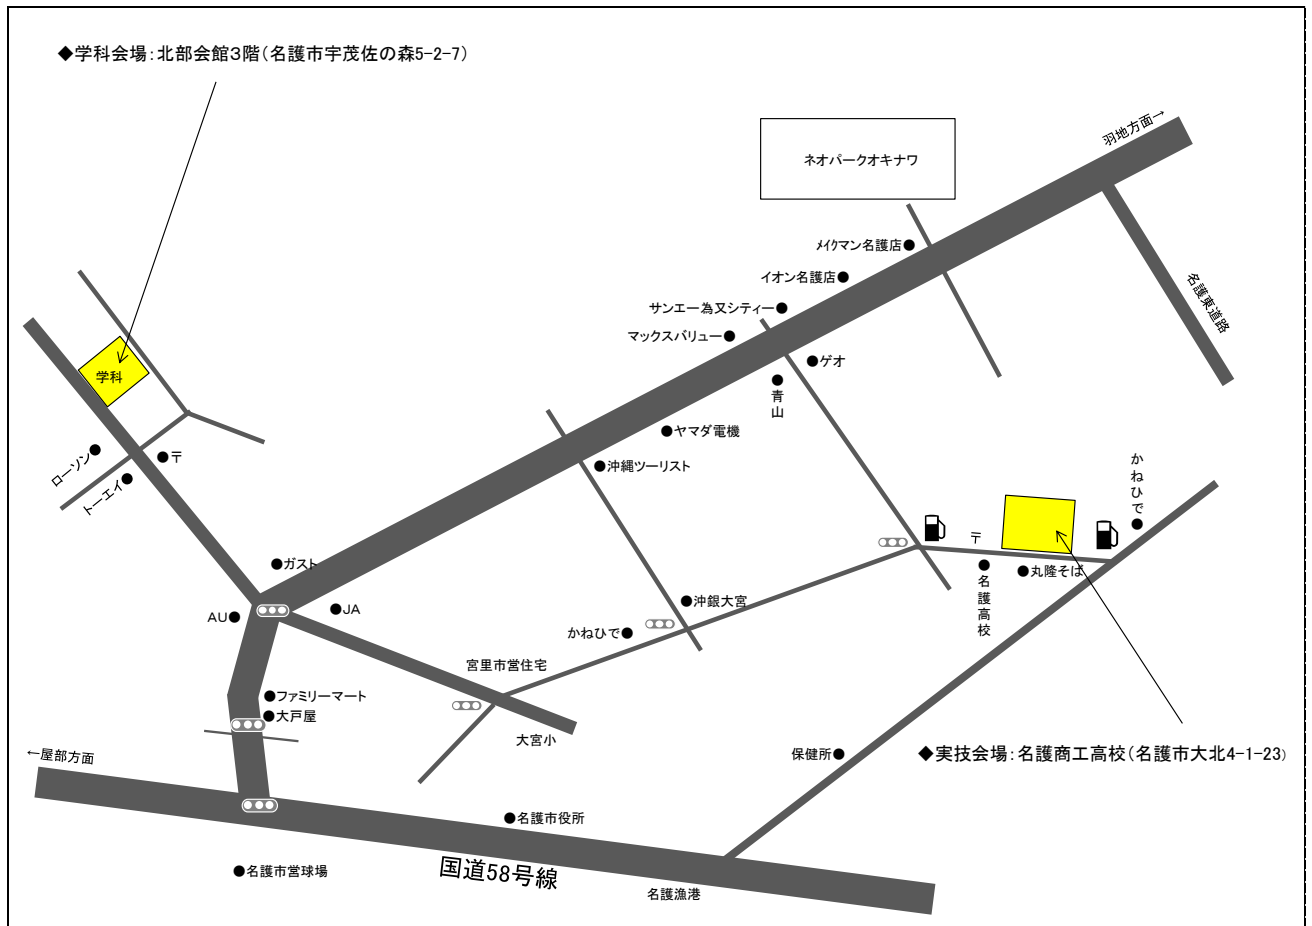 ◆学科会場:北部会館3階(名護市宇茂佐の森5-2-7)
羽地方面→
ネオパークオキナワ
メイクマン名護店●
イオン名護店●
サンエー為又シティー●
マックスバリュー●
名護東道路
●ゲオ
●青山
学科
●ヤマダ電機
●沖縄ツーリスト
ローソン●
●〒
トーエイ●
かねひで●
〒
●名護高校
●丸隆そば
●ガスト
AU●
●JA
●沖銀大宮
かねひで●
宮里市営住宅
●ファミリーマート
●大戸屋
大宮小
←屋部方面
保健所●
◆実技会場:名護商工高校(名護市大北4-1-23)
●名護市役所
国道58号線
●名護市営球場
名護漁港